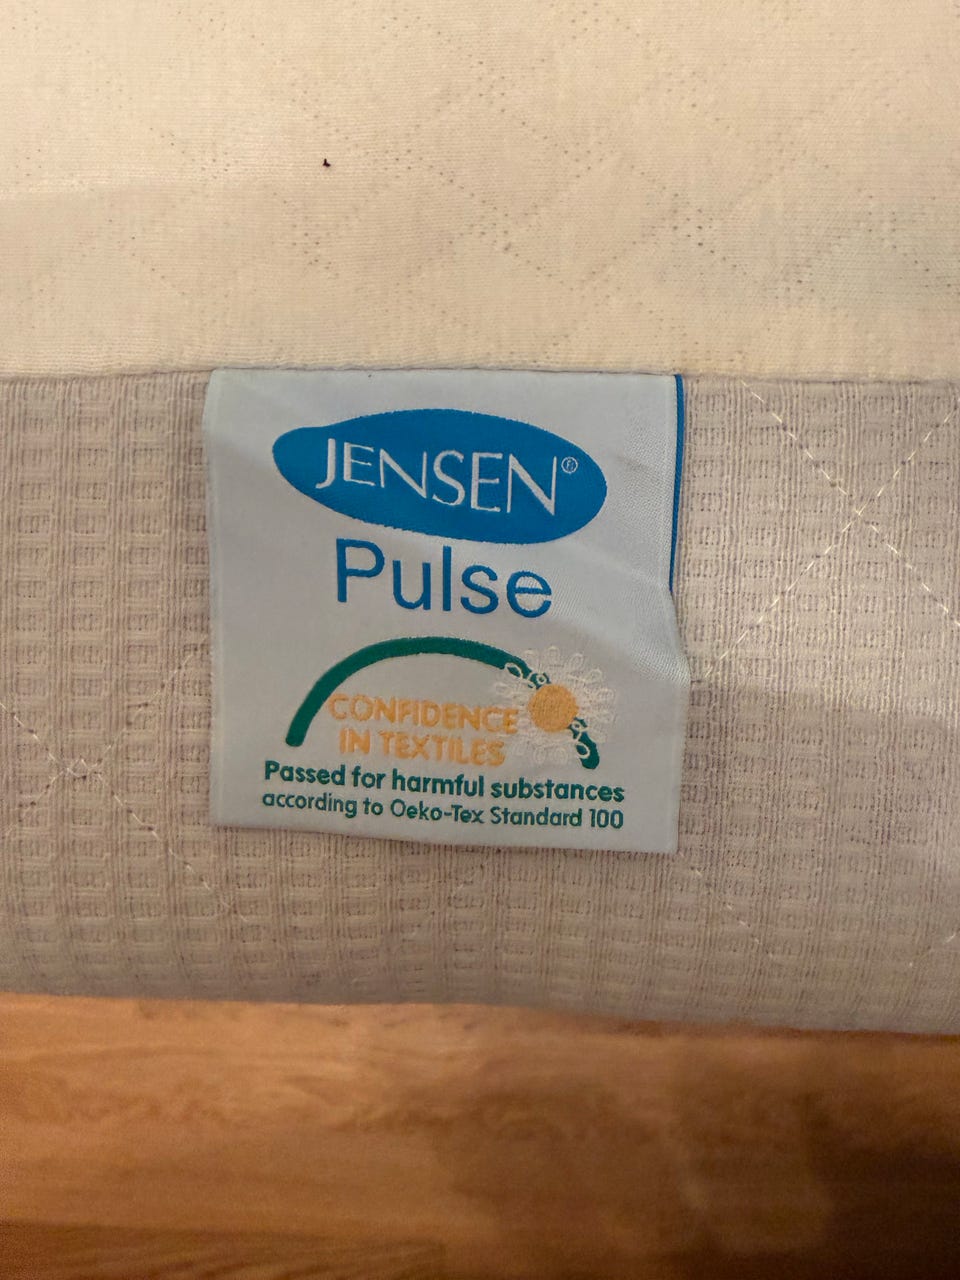 JENSEN®
Pulse
CONFIDENCE
IN TEXTILES
Passed for harmful substances
according to Oeko-Tex Standard 100